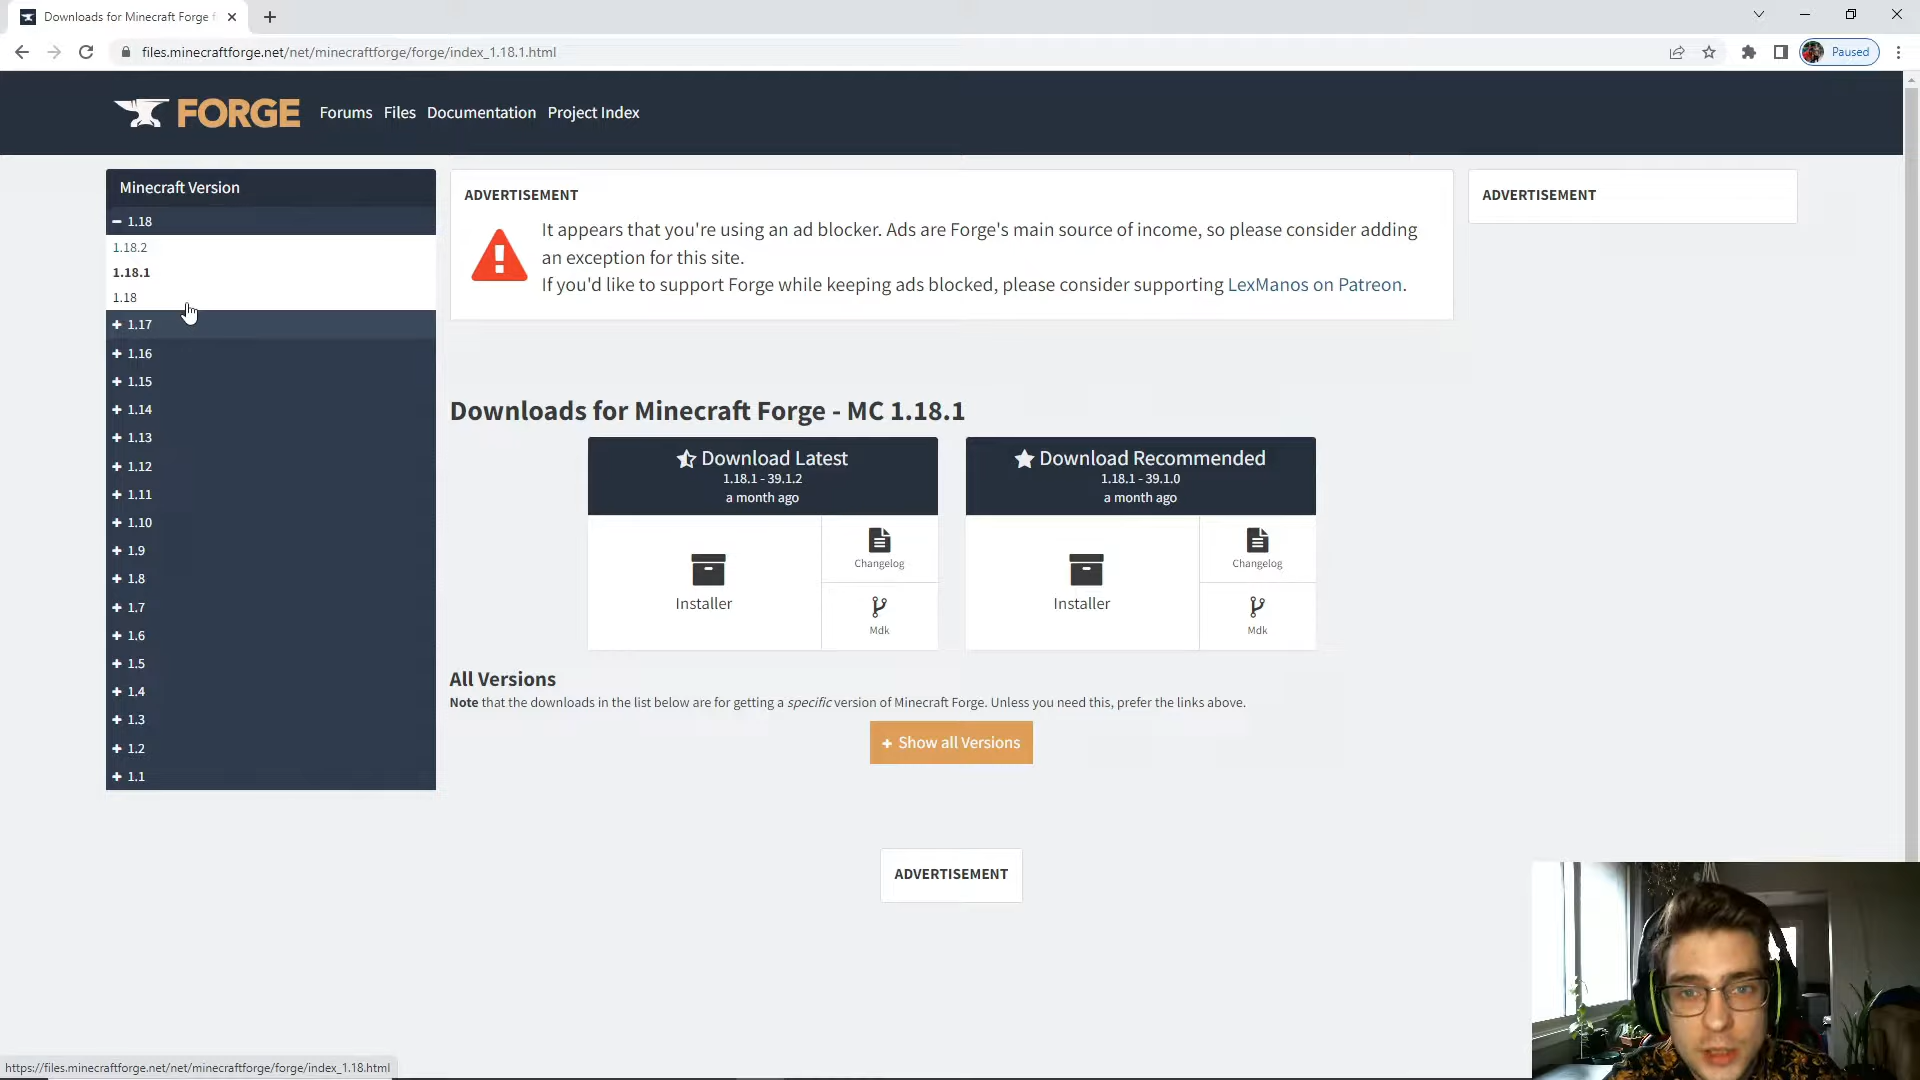 Downloads for Minecraft Forge f
files.minecraftforge.net/net/minecraftforge/forge/index_1.18.1.html
Paused
FORGE
Forums Files Documentation Project Index
Minecraft Version
1.18
1.18.2
1.18.1
1.18
1.17
1.16
1.15
1.14
1.13
1.12
1.11
1.10
1.9
1.8
1.7
1.6
1.5
1.4
1.3
1.2
1.1
ADVERTISEMENT
It appears that you're using an ad blocker. Ads are Forge's main source of income, so please consider adding
an exception for this site.
If you'd like to support Forge while keeping ads blocked, please consider supporting LexManos on Patreon.
ADVERTISEMENT
Downloads for Minecraft Forge - MC 1.18.1
Download Latest
1.18.1 - 39.1.2
a month ago
Installer
Changelog
Mdk
Download Recommended
1.18.1 - 39.1.0
a month ago
Installer
Changelog
Mdk
All Versions
Note that the downloads in the list below are for getting a specific version of Minecraft Forge. Unless you need this, prefer the links above.
+ Show all Versions
ADVERTISEMENT
https://files.minecraftforge.net/net/minecraftforge/forge/index_1.18.html